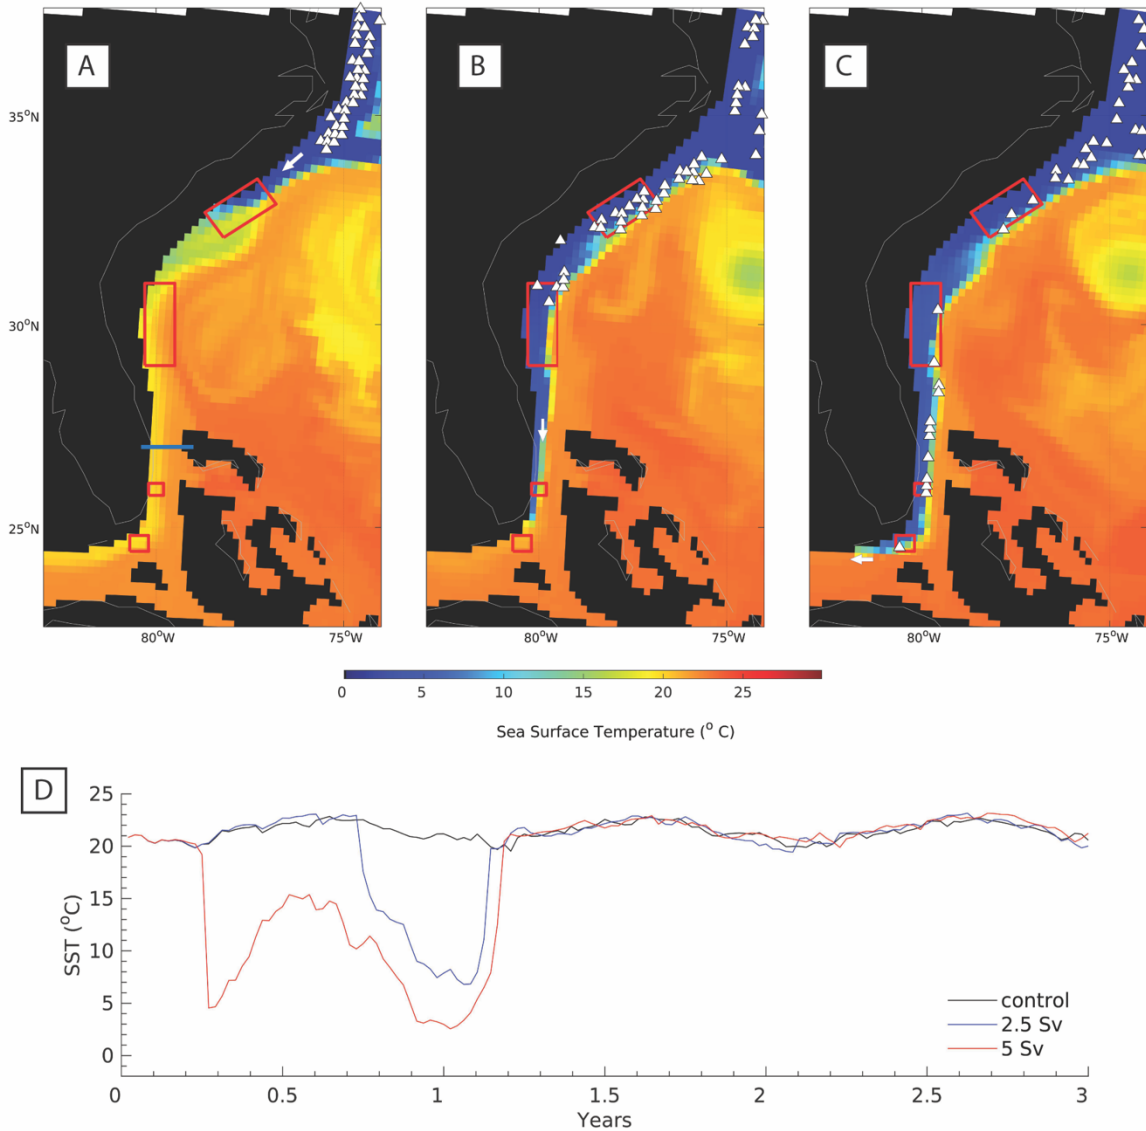 A
B
C
35°N
30°N
25°N
80°W 75°W 80°W 75°W 80°W 75°W
0 5 10 15 20 25
Sea Surface Temperature (° C)
D
25
20
15
10
5
0
SST (°C)
control
2.5 Sv
5 Sv
0 0.5 1 1.5 2 2.5 3
Years